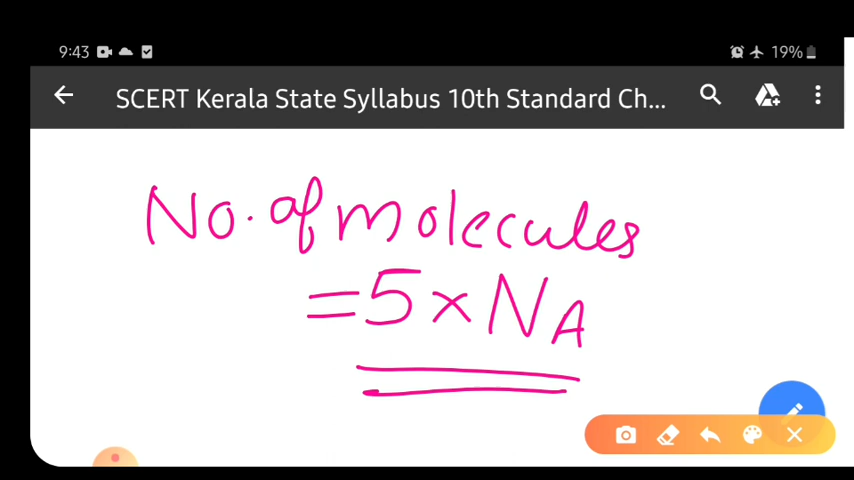 9:43
19%
SCERT Kerala State Syllabus 10th Standard Ch...
No. of molecules
= 5 × NA